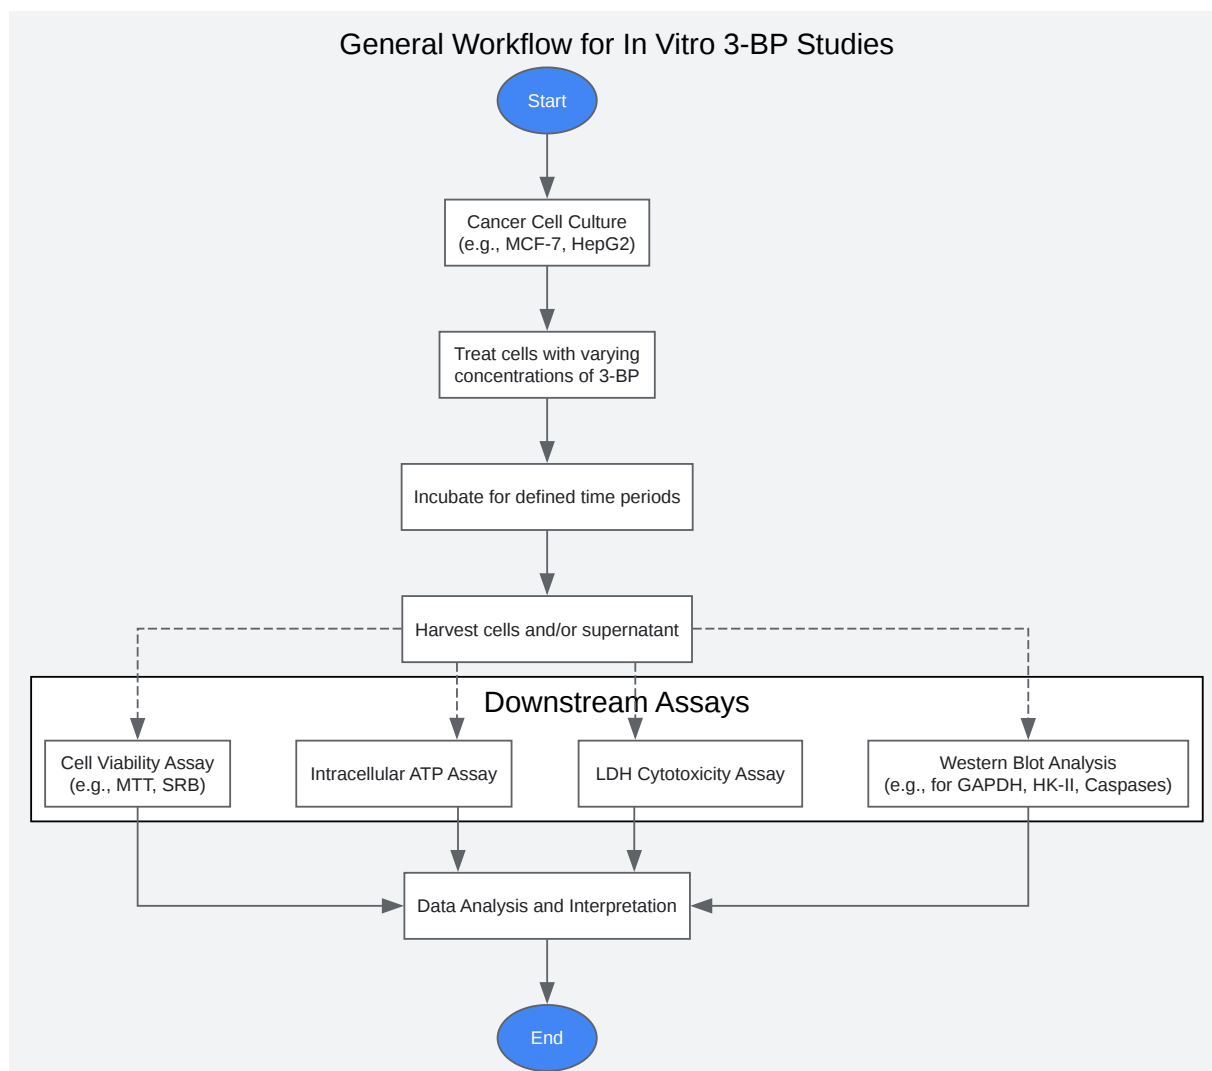 General Workflow for In Vitro 3-BP Studies
Start
Cancer Cell Culture
(e.g., MCF-7, HepG2)
Treat cells with varying
concentrations of 3-BP
Incubate for defined time periods
Harvest cells and/or supernatant
Downstream Assays
Cell Viability Assay
(e.g., MTT, SRB)
Intracellular ATP Assay
LDH Cytotoxicity Assay
Western Blot Analysis
(e.g., for GAPDH, HK-II, Caspases)
Data Analysis and Interpretation
End